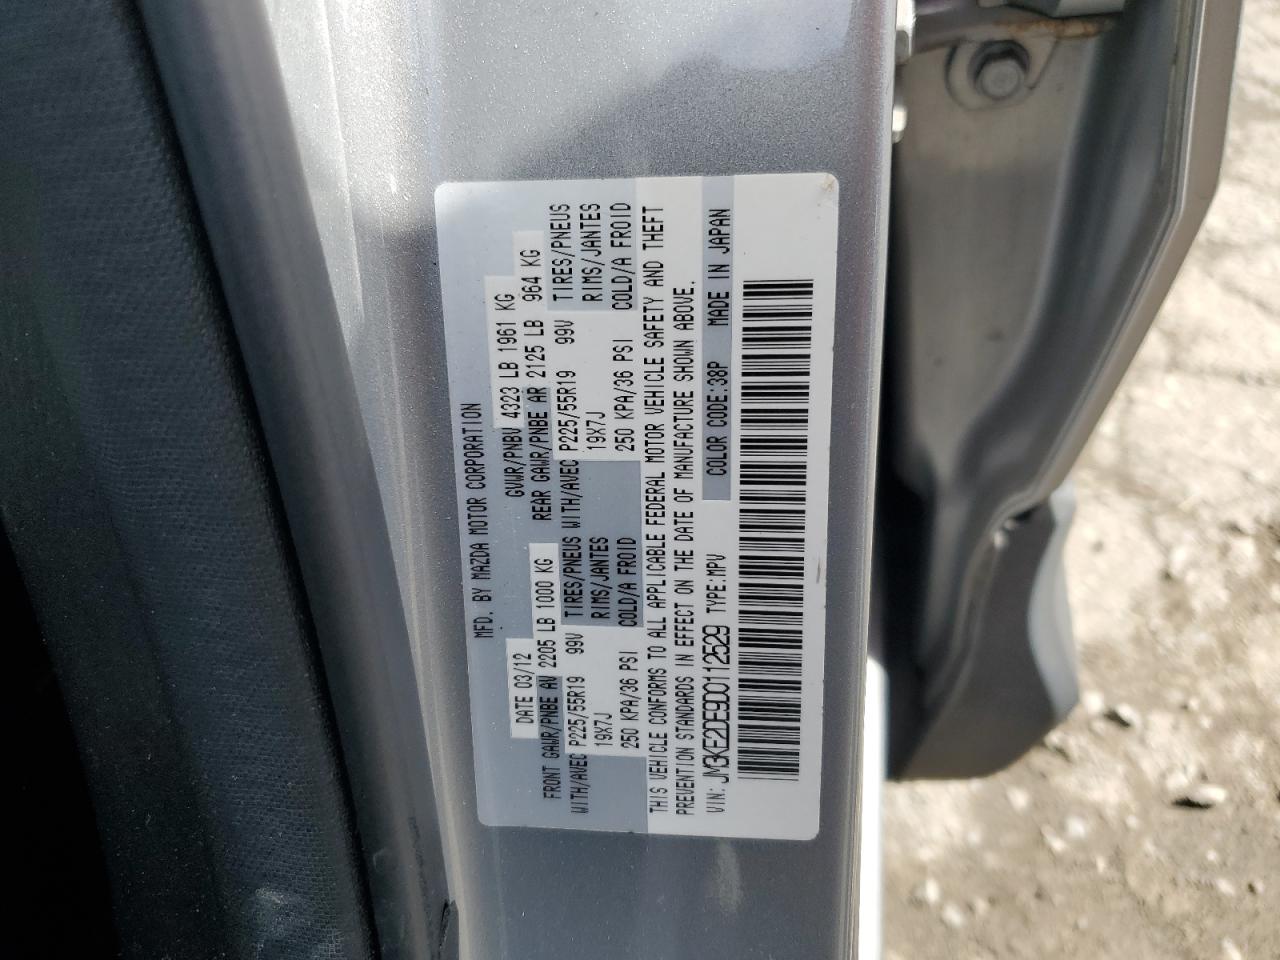 MFD. BY MAZDA MOTOR CORPORATION
DATE 03/12 GVWR/PNBV 4323 LB 1961 KG
FRONT GAWR/PNBE AV 2205 LB 1000 KG REAR GAWR/PNBE AR 2125 LB 964 KG
WITH/AVEC P225/55R19 99V TIRES/PNEUS WITH/AVEC P225/55R19 99V TIRES/PNEUS
19X7J RIMS/JANTES 19X7J RIMS/JANTES
250 KPA/36 PSI COLD/A FROID 250 KPA/36 PSI COLD/A FROID
THIS VEHICLE CONFORMS TO ALL APPLICABLE FEDERAL MOTOR VEHICLE SAFETY AND THEFT
PREVENTION STANDARDS IN EFFECT ON THE DATE OF MANUFACTURE SHOWN ABOVE.
VIN: JM3KE2DE9D0112529 TYPE:MPV COLOR CODE:38P MADE IN JAPAN